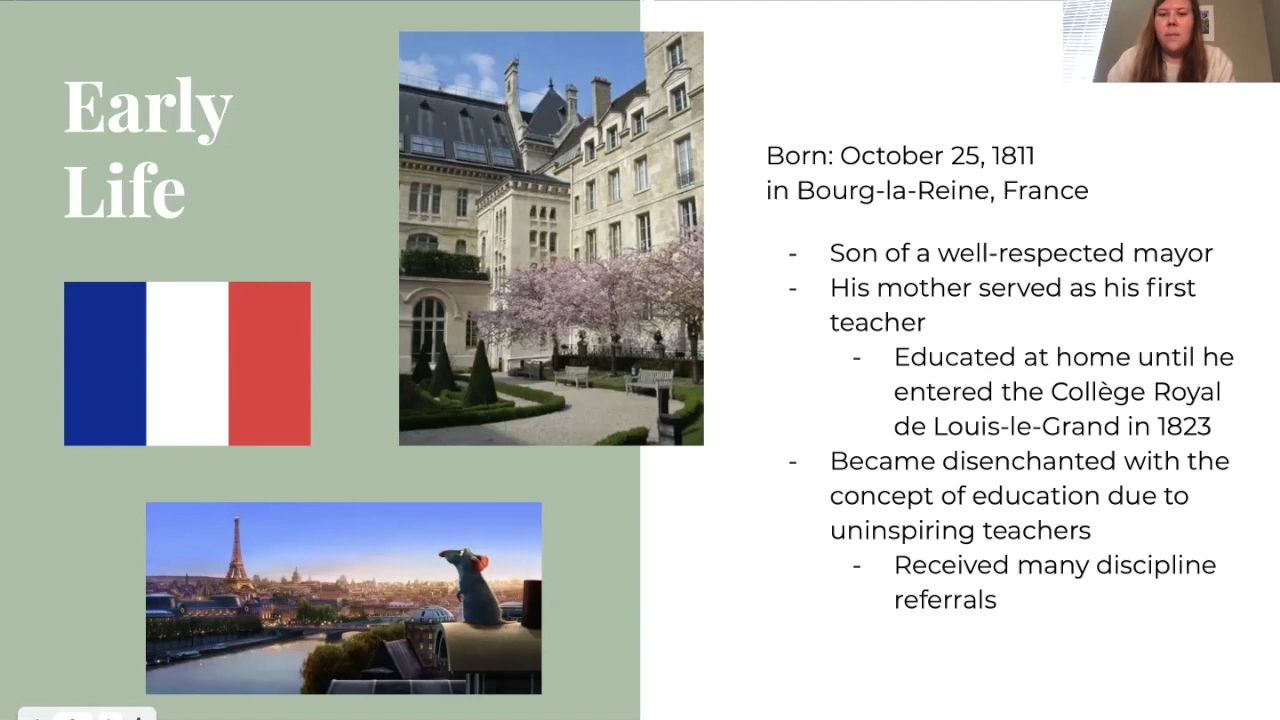 Early
Life
Born: October 25, 1811
in Bourg-la-Reine, France
- Son of a well-respected mayor
- His mother served as his first
teacher
- Educated at home until he
entered the Collège Royal
de Louis-le-Grand in 1823
- Became disenchanted with the
concept of education due to
uninspiring teachers
- Received many discipline
referrals